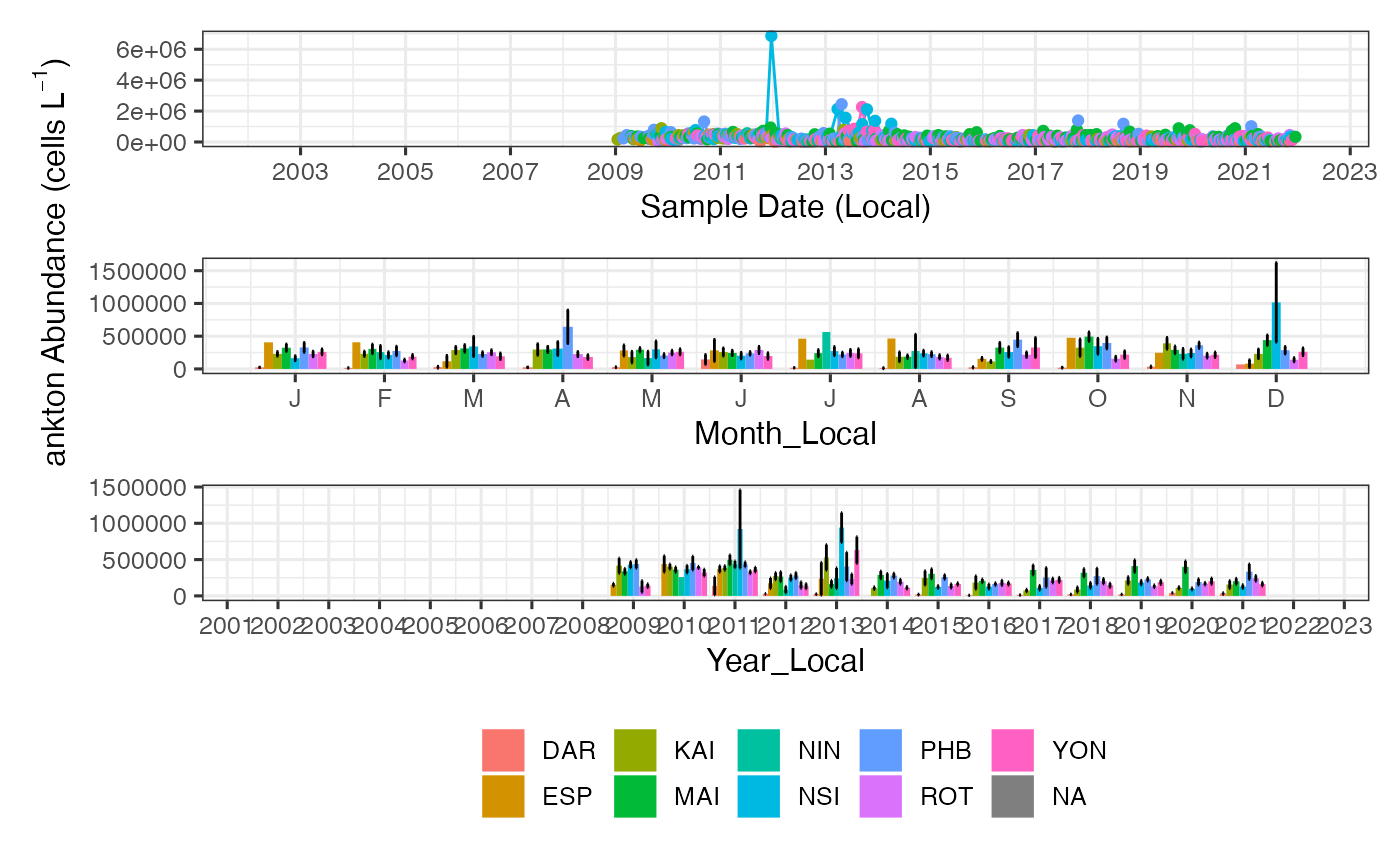 ankton Abundance (cells L⁻¹)
6e+06
4e+06
2e+06
0e+00
2003 2005 2007 2009 2011 2013 2015 2017 2019 2021 2023
Sample Date (Local)
1500000
1000000
500000
0
J F M A M J J A S O N D
Month_Local
1500000
1000000
500000
0
2001 2002 2003 2004 2005 2006 2007 2008 2009 2010 2011 2012 2013 2014 2015 2016 2017 2018 2019 2020 2021 2022 2023
Year_Local
DAR KAI NIN PHB YON
ESP MAI NSI ROT NA